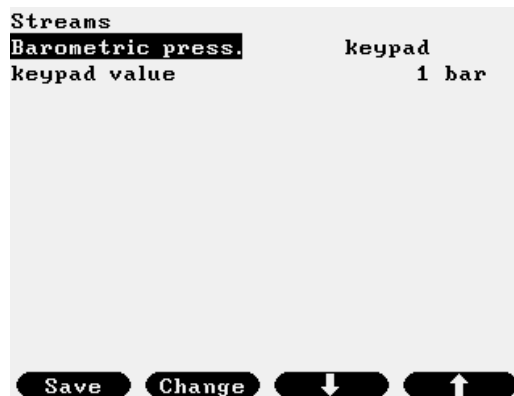 Streams
Barometric press. keypad
keypad value 1 bar
Save Change ⬇ ⬆